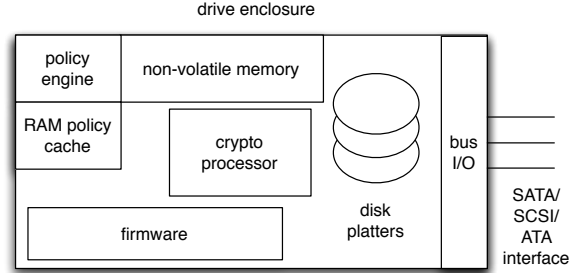 drive enclosure
policy
engine
non-volatile memory
RAM policy
cache
crypto
processor
bus
I/O
disk
platters
firmware
SATA/
SCSI/
ATA
interface